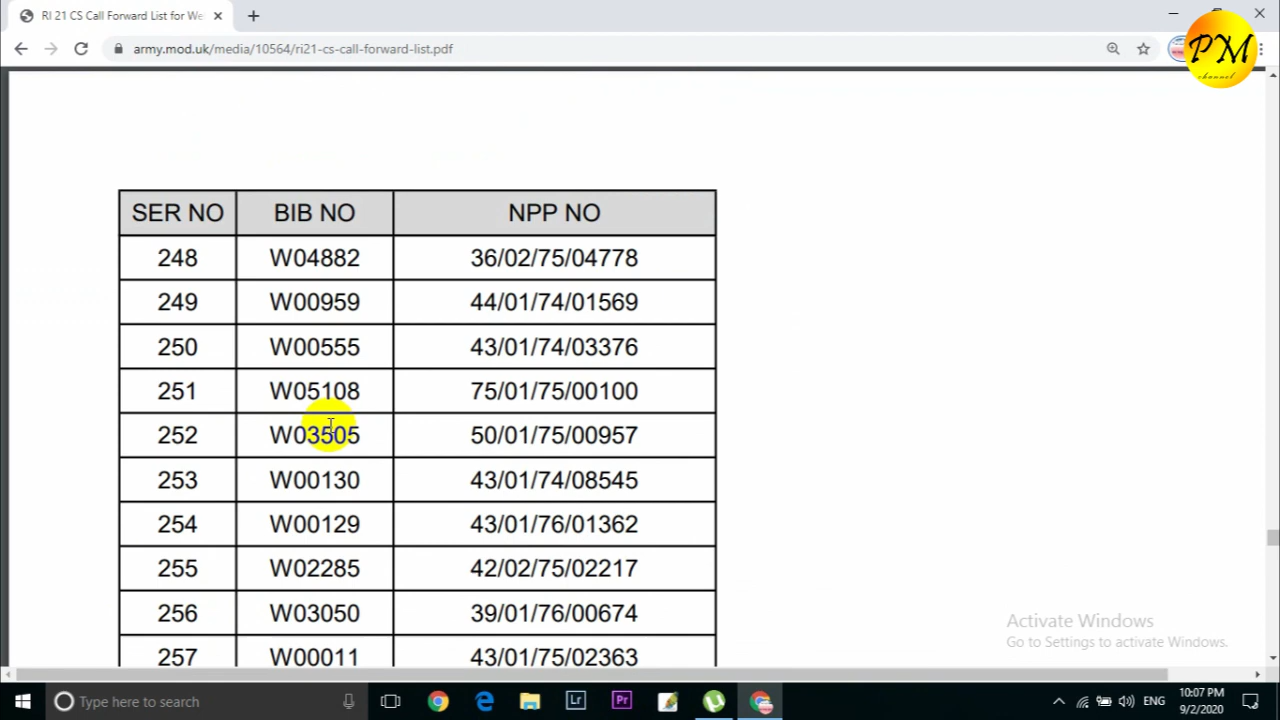 RI 21 CS Call Forward List for We
army.mod.uk/media/10564/ri21-cs-call-forward-list.pdf
PM
channel
SER NO BIB NO NPP NO
248 W04882 36/02/75/04778
249 W00959 44/01/74/01569
250 W00555 43/01/74/03376
251 W05108 75/01/75/00100
252 W03505 50/01/75/00957
253 W00130 43/01/74/08545
254 W00129 43/01/76/01362
255 W02285 42/02/75/02217
256 W03050 39/01/76/00674
257 W00011 43/01/75/02363
Activate Windows
Go to Settings to activate Windows.
Type here to search
Lr
Pr
ENG
10:07 PM
9/2/2020